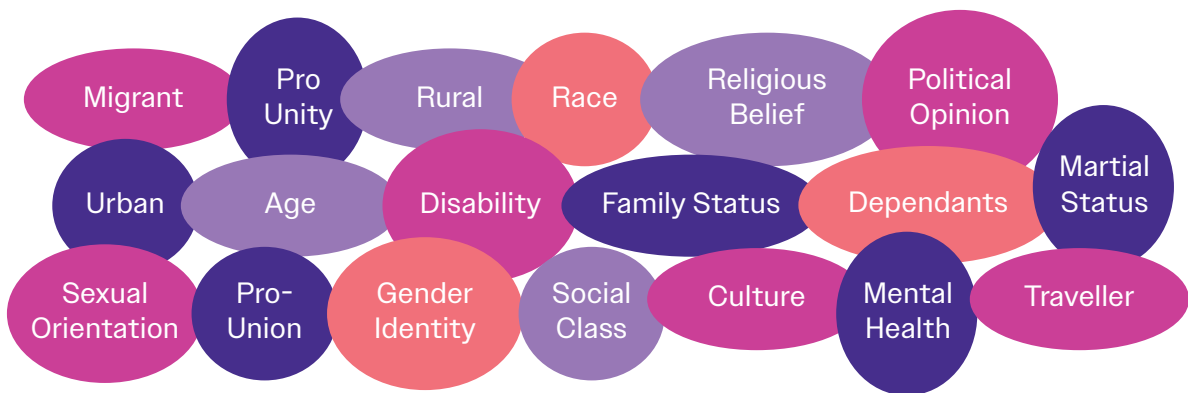 Migrant
Pro
Unity
Rural
Race
Religious
Belief
Political
Opinion
Urban
Age
Disability
Family Status
Dependants
Martial
Status
Sexual
Orientation
Pro-
Union
Gender
Identity
Social
Class
Culture
Mental
Health
Traveller